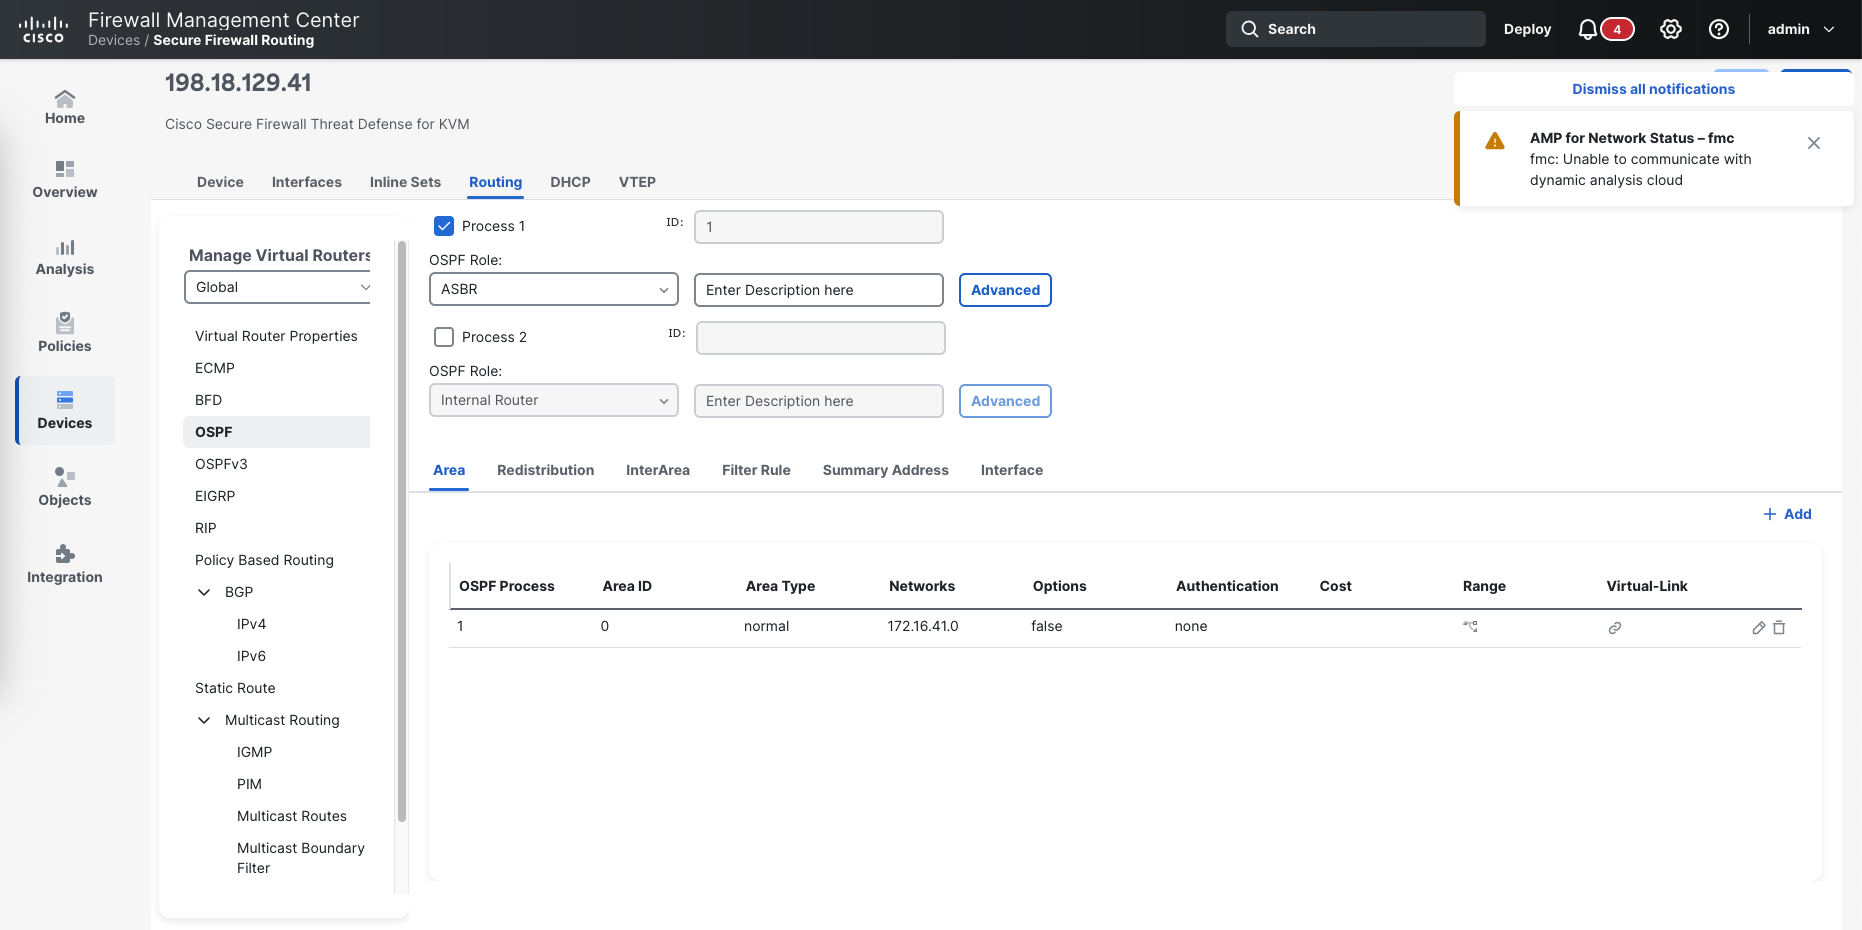 CISCO
Firewall Management Center
Devices / Secure Firewall Routing
Search
Deploy
4
admin
198.18.129.41
Cisco Secure Firewall Threat Defense for KVM
Dismiss all notifications
AMP for Network Status – fmc
fmc: Unable to communicate with
dynamic analysis cloud
Home
Overview
Analysis
Policies
Devices
Objects
Integration
Device
Interfaces
Inline Sets
Routing
DHCP
VTEP
Manage Virtual Routers
Global
Virtual Router Properties
ECMP
BFD
OSPF
OSPFv3
EIGRP
RIP
Policy Based Routing
BGP
IPv4
IPv6
Static Route
Multicast Routing
IGMP
PIM
Multicast Routes
Multicast Boundary
Filter
Process 1
ID:
1
OSPF Role:
ASBR
Enter Description here
Advanced
Process 2
ID:
OSPF Role:
Internal Router
Enter Description here
Advanced
Area
Redistribution
InterArea
Filter Rule
Summary Address
Interface
Add
OSPF Process Area ID Area Type Networks Options Authentication Cost Range Virtual-Link
1 0 normal 172.16.41.0 false none